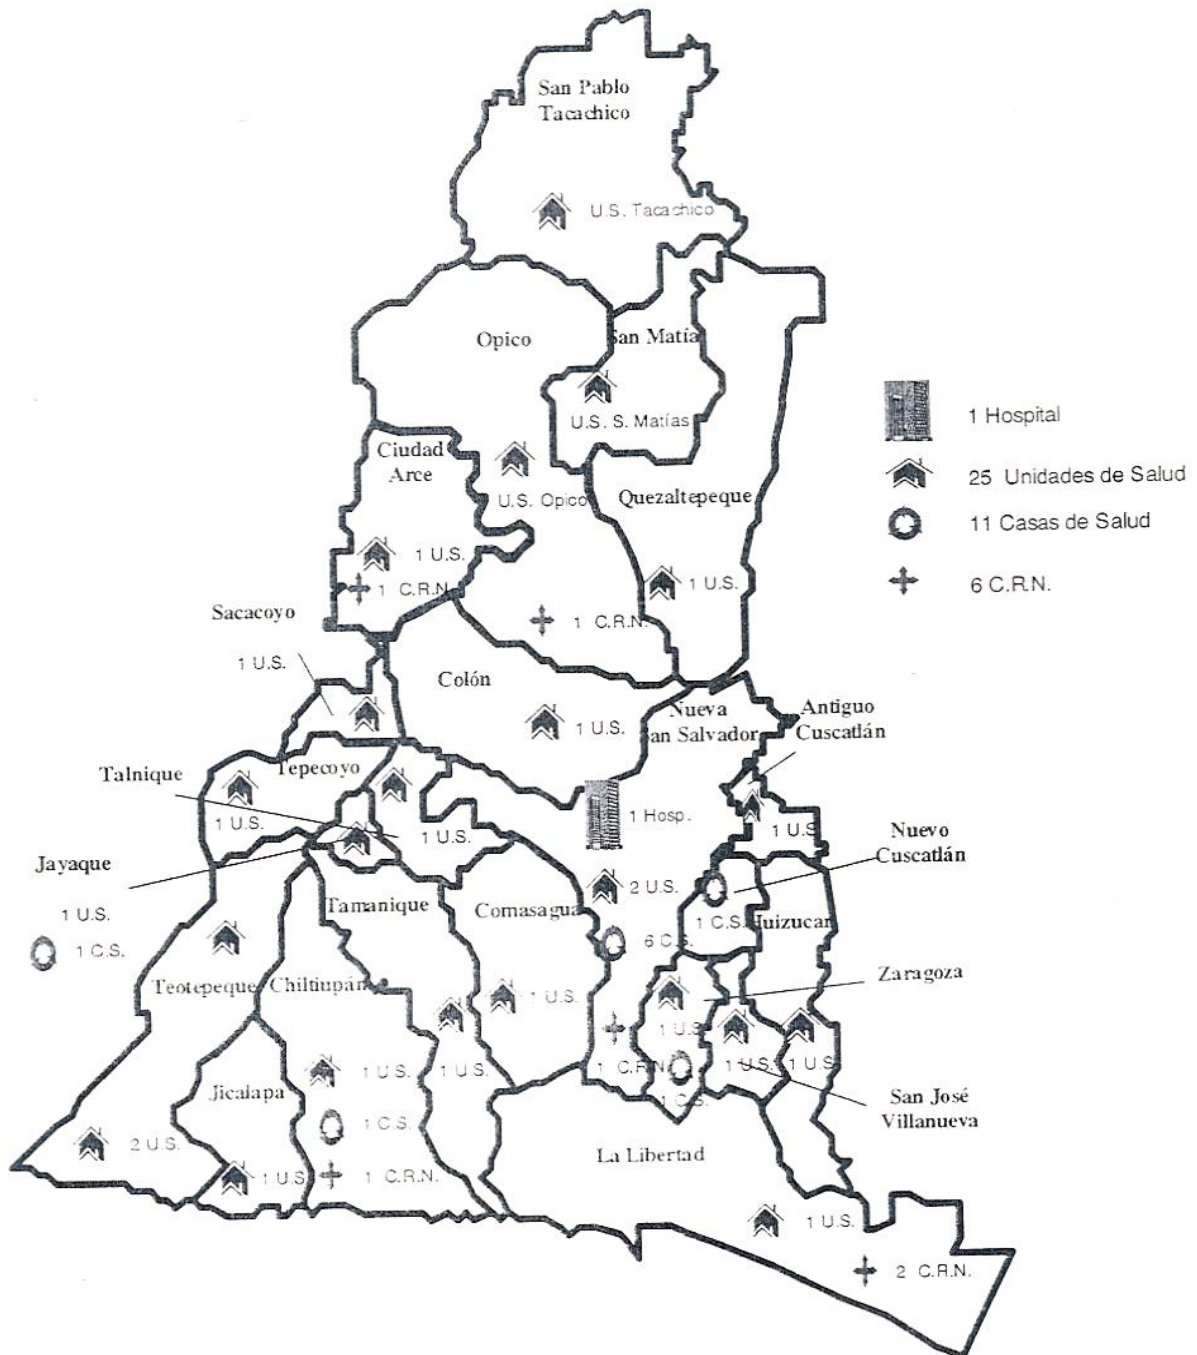 San Pablo
Tacachico
U.S. Tacachico
Opico
San Matía
U.S. S. Matías
1 Hospital
Ciudad
Arce
25 Unidades de Salud
U.S. Opico
Quezaltepeque
11 Casas de Salud
1 U.S.
1 U.S.
6 C.R.N.
1 C.R.N.
Sacacoyo
1 C.R.N.
1 U.S.
Colón
Nueva
San Salvador
Antiguo
Cuscatlán
1 U.S.
Talnique
Tepecoyo
1 Hosp.
1 U.S.
1 U.S.
1 U.S.
Nuevo
Cuscatlán
Jayaque
1 U.S.
1 C.S.
Tamanique
Comasagua
2 U.S.
6 C.S.
1 C.S.
Huizucar
Zaragoza
Teotepeque
Chiltiupán
1 U.S.
1 U.S.
1 C.R.N.
1 C.S.
1 U.S.
1 U.S.
San José
Villanueva
Jicalapa
1 U.S.
1 U.S.
1 C.S.
1 C.R.N.
2 U.S.
1 U.S.
La Libertad
1 U.S.
2 C.R.N.